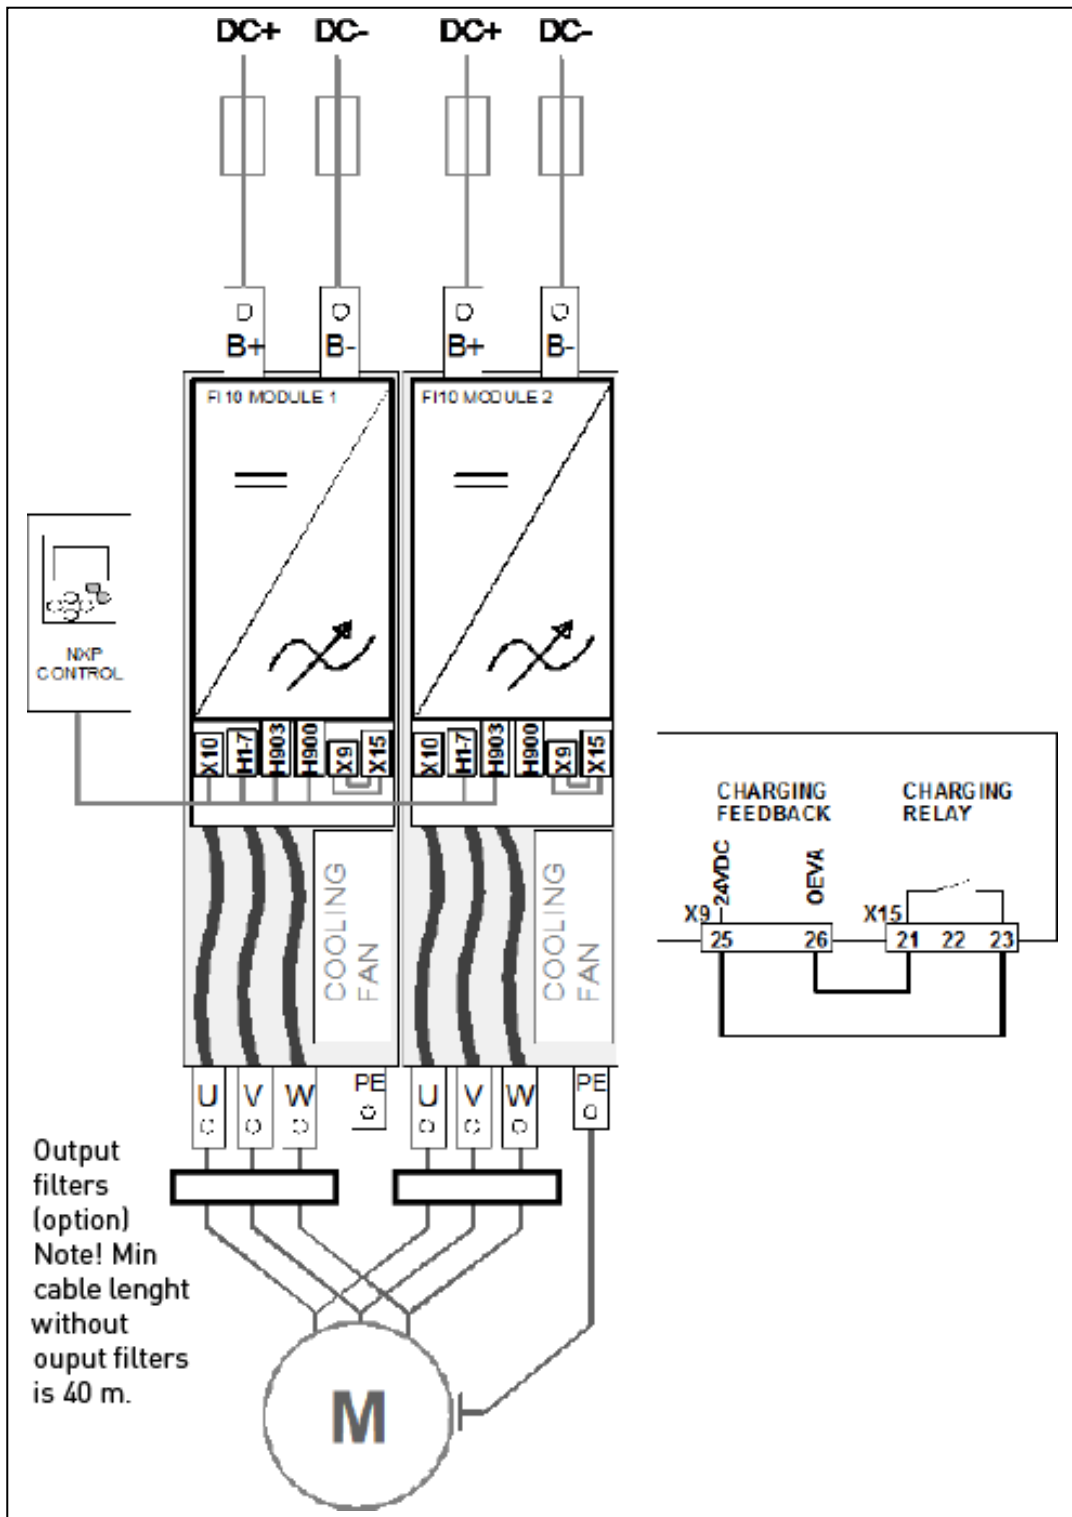 DC+ DC- DC+ DC-
B+ B- B+ B-
FI10 MODULE 1 FI10 MODULE 2
NXP
CONTROL
X10 H1-7 H903 H900 X9 X15 X10 H1-7 H903 H900 X9 X15
CHARGING
FEEDBACK
CHARGING
RELAY
24VDC OEVA
X9 X15
25 26 21 22 23
COOLING
FAN
COOLING
FAN
U V W PE U V W PE
Output
filters
(option)
Note! Min
cable lenght
without
ouput filters
is 40 m.
M